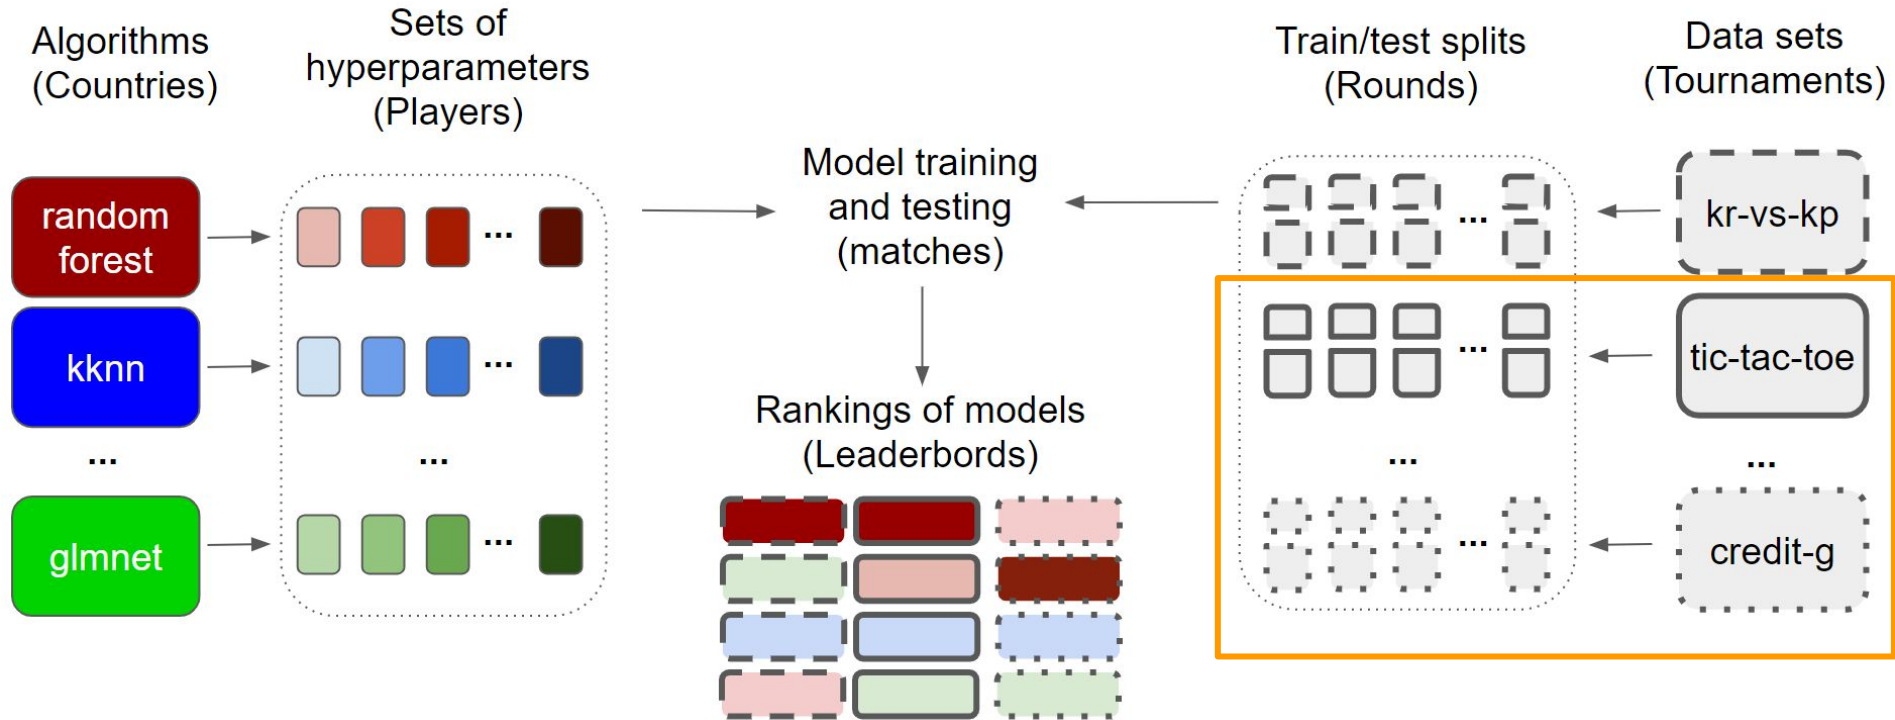 Algorithms
(Countries)
Sets of
hyperparameters
(Players)
Train/test splits
(Rounds)
Data sets
(Tournaments)
Model training
and testing
(matches)
random
forest
...
...
kr-vs-kp
kknn
...
...
tic-tac-toe
Rankings of models
(Leaderbords)
...
...
...
...
glmnet
...
...
credit-g